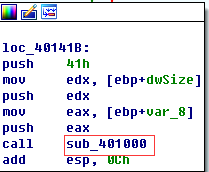 loc_40141B:
push 41h
mov edx, [ebp+dwSize]
push edx
mov eax, [ebp+var_8]
push eax
call sub_401000
add esp, 0Ch